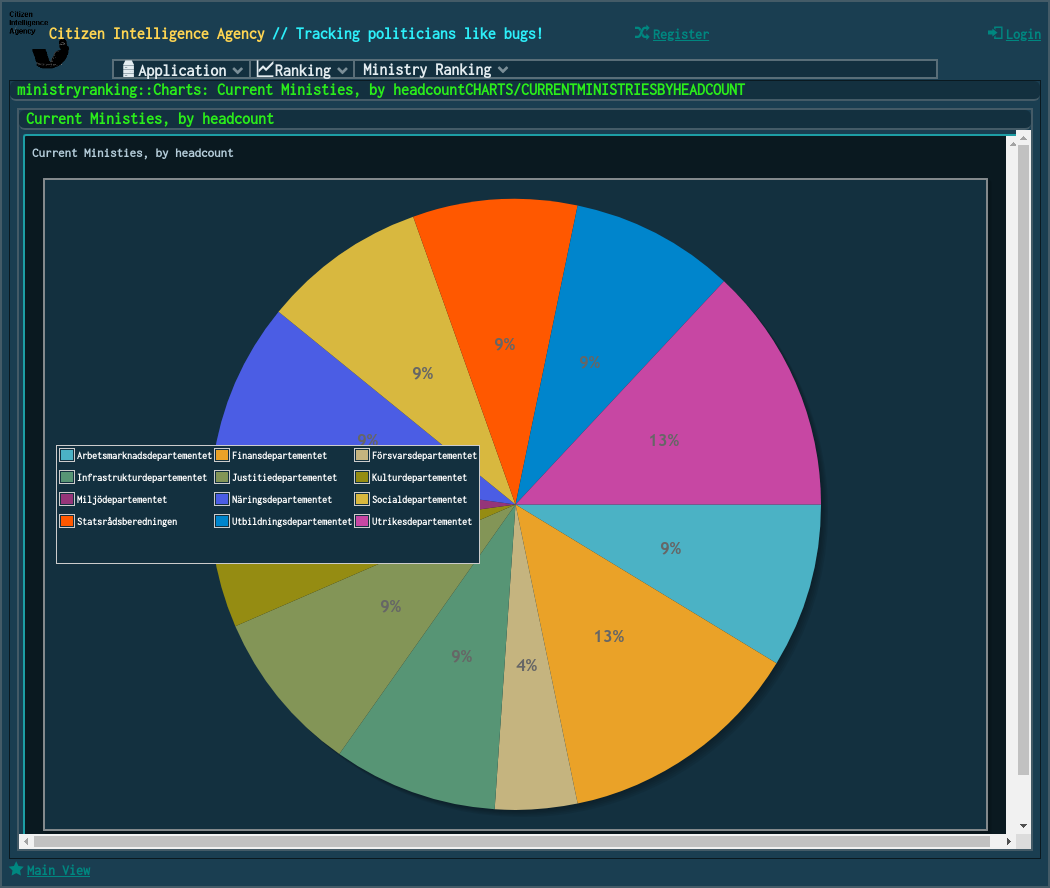 Citizen
Intelligence
Agency
Citizen Intelligence Agency // Tracking politicians like bugs!
Register
Login
Application
Ranking
Ministry Ranking
ministryranking::Charts: Current Ministies, by headcountCHARTS/CURRENTMINISTRIESBYHEADCOUNT
Current Ministies, by headcount
Current Ministies, by headcount
9%
9%
9%
13%
9%
Arbetsmarknadsdepartementet Finansdepartementet Försvarsdepartementet
Infrastrukturdepartementet Justitiedepartementet Kulturdepartementet
Miljödepartementet Näringsdepartementet Socialdepartementet
Statsrådsberedningen Utbildningsdepartementet Utrikesdepartementet
9%
9%
13%
9%
4%
Main View